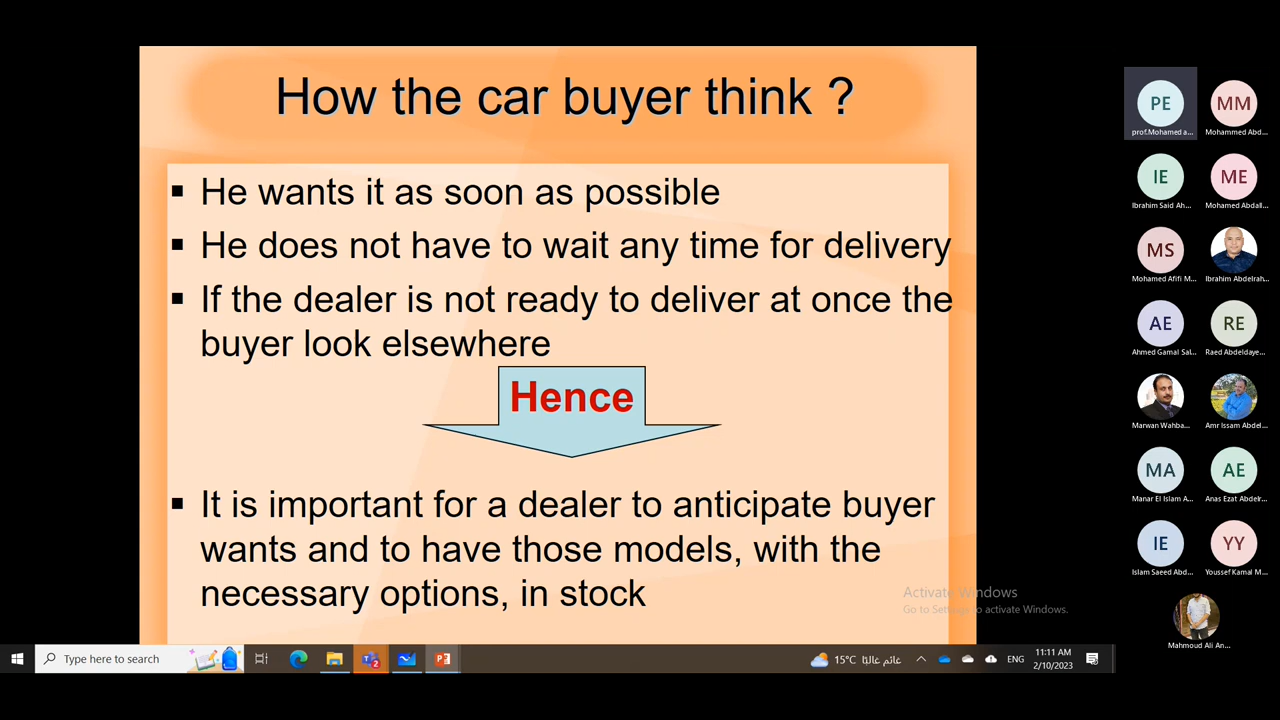 How the car buyer think ?
▪ He wants it as soon as possible
▪ He does not have to wait any time for delivery
▪ If the dealer is not ready to deliver at once the
buyer look elsewhere
Hence
▪ It is important for a dealer to anticipate buyer
wants and to have those models, with the
necessary options, in stock
Activate Windows
Go to Settings to activate Windows.
PE
prof.Mohamed a...
MM
Mohammed Abd...
IE
Ibrahim Said Ah...
ME
Mohamed Abdall...
MS
Mohamed Afifi M...
Ibrahim Abdelrah...
AE
Ahmed Gamal Sal...
RE
Raed Abdeldaye...
Marwan Wahba...
Amr Issam Abdel...
MA
Manar El Islam A...
AE
Anas Ezat Abdelr...
IE
Islam Saeed Abd...
YY
Youssef Kamal M...
Mahmoud Ali An...
Type here to search
2
15°C غائم غالبًا
ENG
11:11 AM
2/10/2023